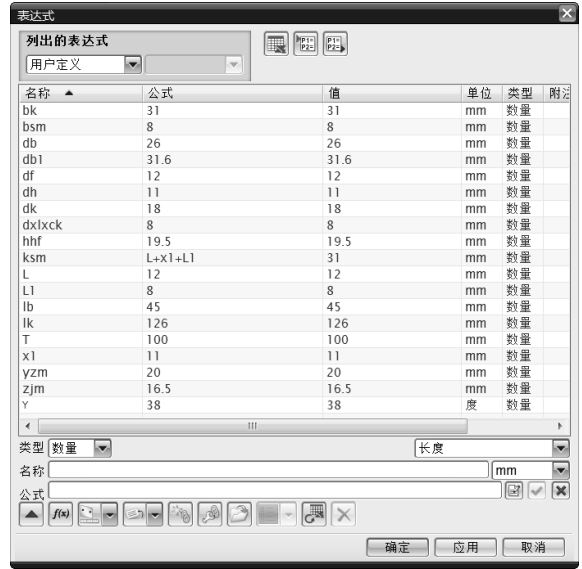 表达式
列出的表达式
用户定义
P1= P2= P1= P2=
名称 公式 值 单位 类型 附注
bk 31 31 mm 数量
bsm 8 8 mm 数量
db 26 26 mm 数量
db1 31.6 31.6 mm 数量
df 12 12 mm 数量
dh 11 11 mm 数量
dk 18 18 mm 数量
dxlxck 8 8 mm 数量
hhf 19.5 19.5 mm 数量
ksm L+x1+L1 31 mm 数量
L 12 12 mm 数量
L1 8 8 mm 数量
lb 45 45 mm 数量
lk 126 126 mm 数量
T 100 100 mm 数量
x1 11 11 mm 数量
yzm 20 20 mm 数量
zjm 16.5 16.5 mm 数量
Y 38 38 度 数量
类型 数量 长度
名称 mm
公式
f(x)
确定 应用 取消